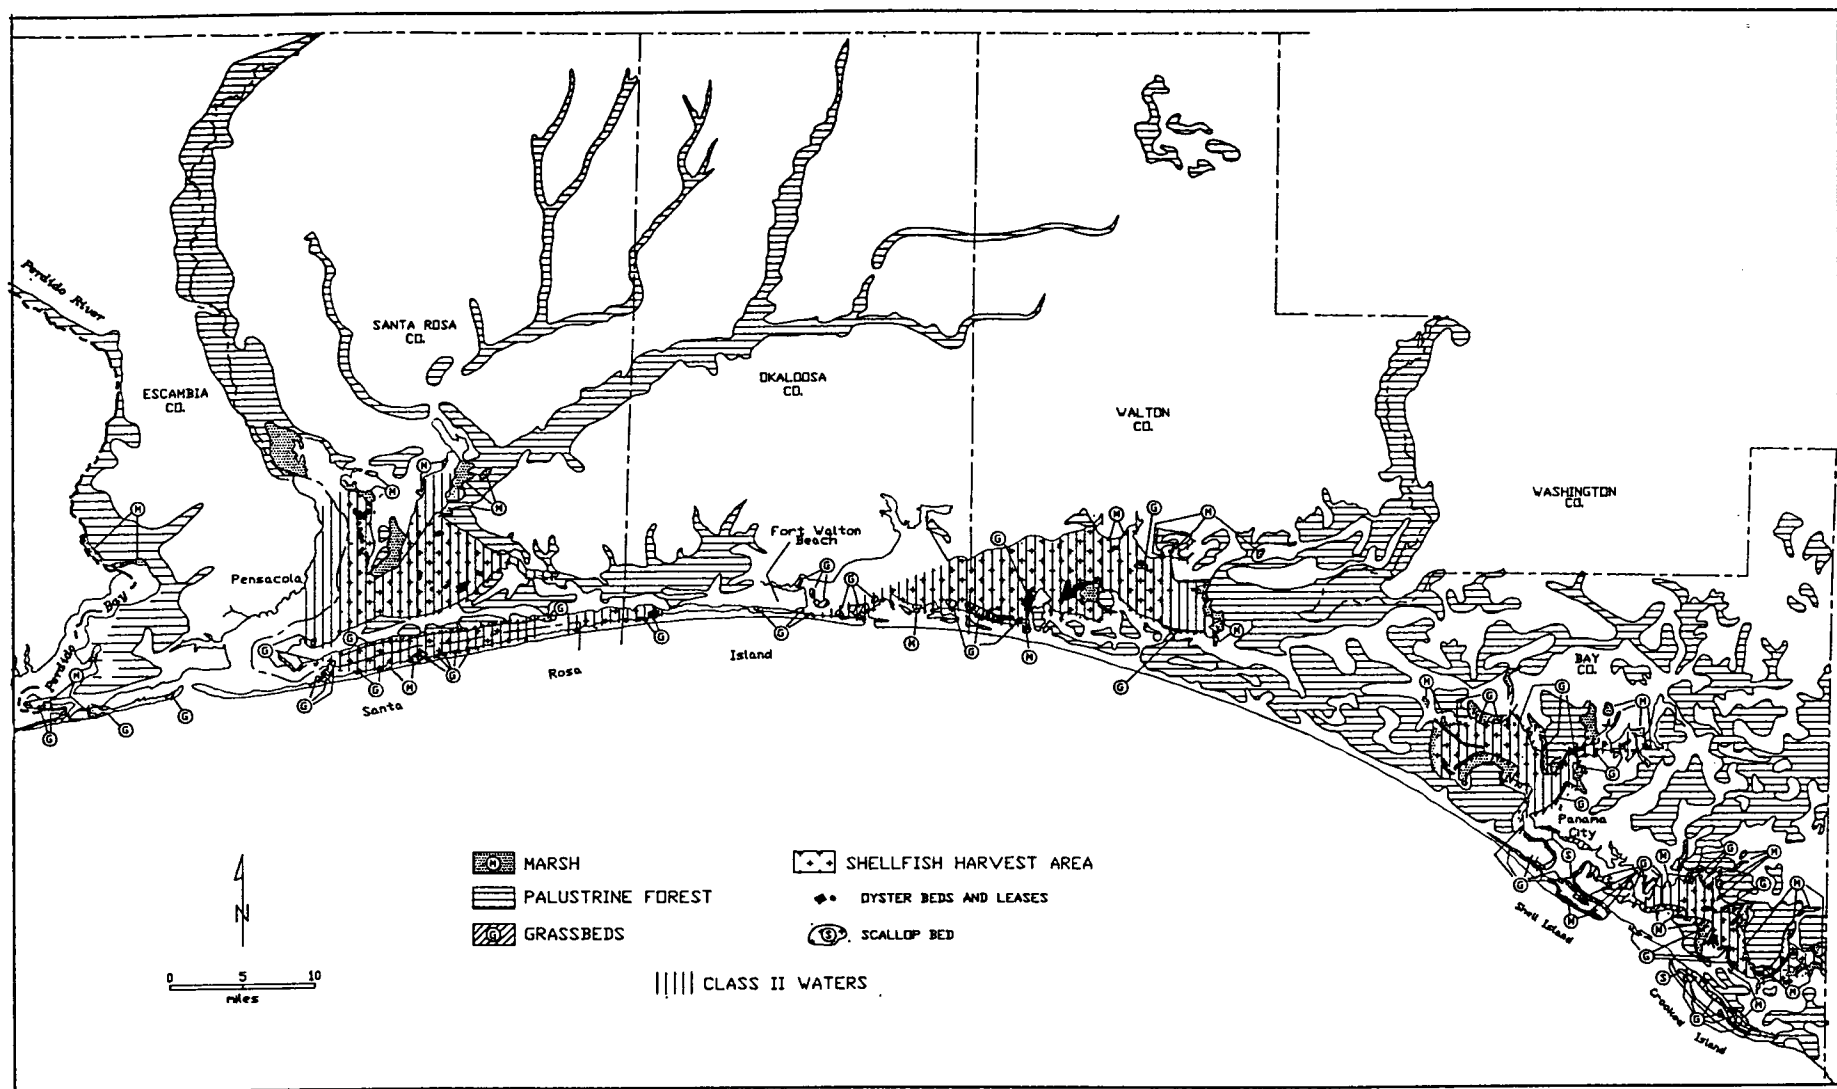 Perdido River
SANTA ROSA
CO.
ESCAMBIA
CO.
OKALOOSA
CO.
WALTON
CO.
WASHINGTON
CO.
M
M
M
M
M
G
M
G
Fort Walton
Beach
Pensacola
Perdido Bay
G
G
G
G
G
M
G
G
G
M
G
M
M
G
G
M
G
G
G
G
G
Santa
Rosa
Island
BAY
CO.
M
G
G
M
G
G
Panama
City
S
G
M
G
M
G
M
G
M
M
G
S
M
M
G
Shell Island
Crooked
Island
N
0 5 10
miles
M MARSH
PALUSTRINE FOREST
G GRASSBEDS
SHELLFISH HARVEST AREA
OYSTER BEDS AND LEASES
S SCALLOP BED
CLASS II WATERS